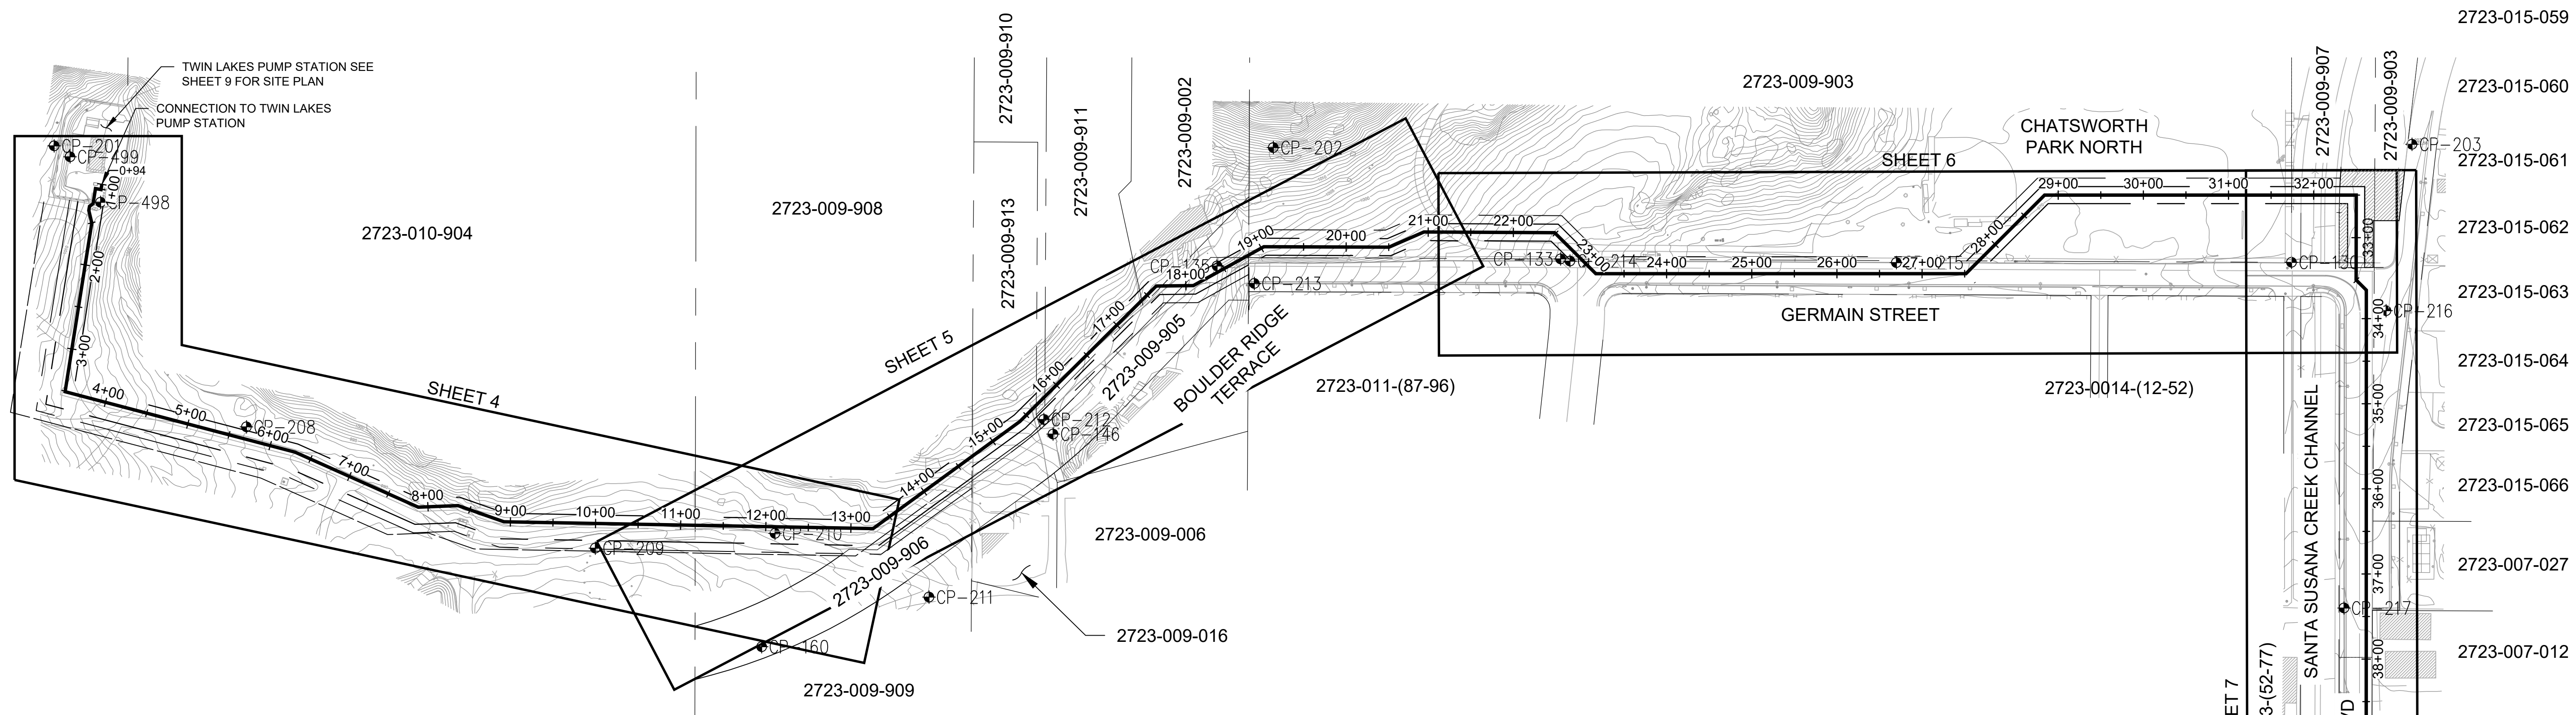 TWIN LAKES PUMP STATION SEE
SHEET 9 FOR SITE PLAN
CONNECTION TO TWIN LAKES
PUMP STATION
CP-201
CP-499
0+94
CP-498
2+00
3+00
4+00
5+00
CP-208
6+00
7+00
8+00
9+00
10+00
11+00
12+00
13+00
CP-209
CP-210
SHEET 4
2723-010-904
2723-009-908
2723-009-910
2723-009-913
2723-009-911
2723-009-002
SHEET 5
14+00
15+00
16+00
17+00
18+00
19+00
20+00
21+00
22+00
CP-202
CP-135
CP-213
CP-212
CP-146
2723-009-905
BOULDER RIDGE
TERRACE
2723-009-906
CP-211
CP-160
2723-009-909
2723-009-006
2723-009-016
2723-011-(87-96)
2723-009-903
CHATSWORTH
PARK NORTH
SHEET 6
CP-133
23+00
24+00
25+00
26+00
27+00
28+00
29+00
30+00
31+00
32+00
33+00
34+00
35+00
36+00
37+00
38+00
GERMAIN STREET
2723-0014-(12-52)
2723-009-907
2723-009-903
CP-203
CP-216
CP-217
SANTA SUSANA CREEK CHANNEL
2723-015-059
2723-015-060
2723-015-061
2723-015-062
2723-015-063
2723-015-064
2723-015-065
2723-015-066
2723-007-027
2723-007-012